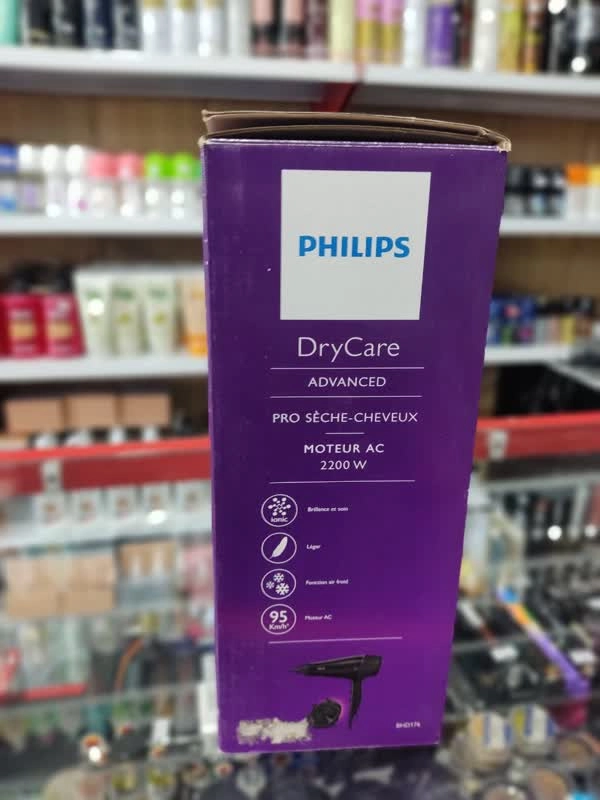 PHILIPS
DryCare
ADVANCED
PRO SÈCHE-CHEVEUX
MOTEUR AC
2200 W
ionic
Brillance et soin
Léger
Fonction air froid
95
Km/h*
Moteur AC
BHD176